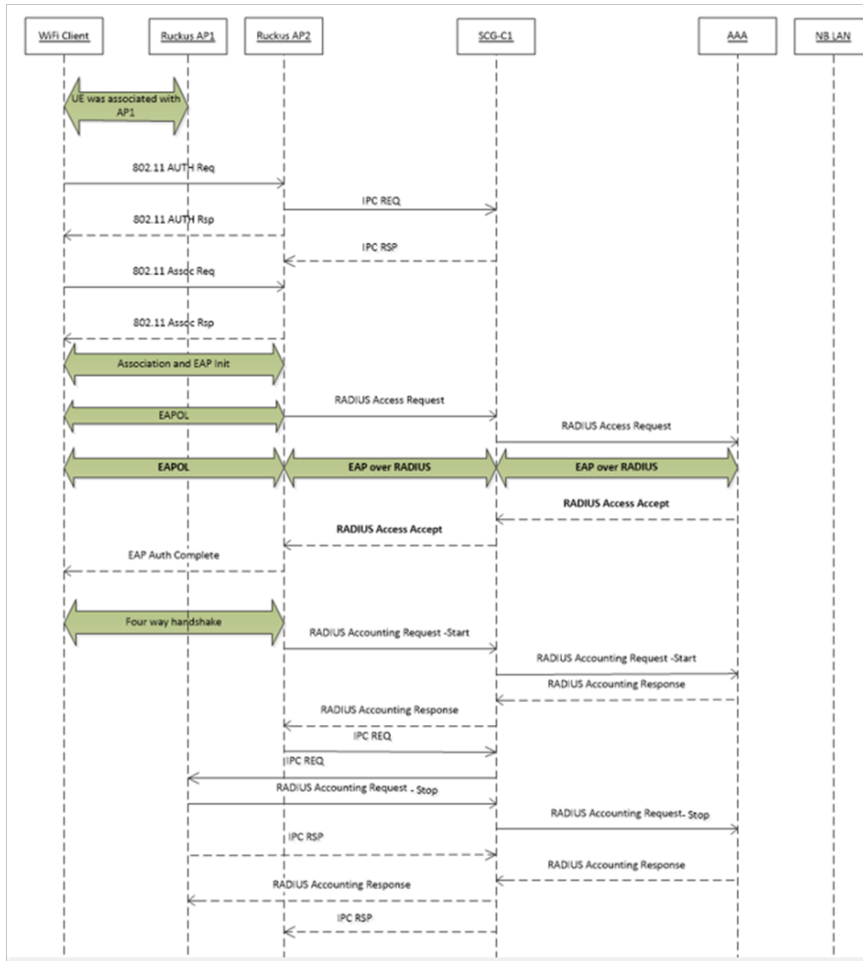 WiFi Client
Ruckus AP1
Ruckus AP2
SCG-C1
AAA
NB LAN
UE was associated with
AP1
802.11 AUTH Req
IPC REQ
802.11 AUTH Rsp
IPC RSP
802.11 Assoc Req
802.11 Assoc Rsp
Association and EAP Init
RADIUS Access Request
EAPOL
RADIUS Access Request
EAPOL
EAP over RADIUS
EAP over RADIUS
RADIUS Access Accept
RADIUS Access Accept
EAP Auth Complete
Four way handshake
RADIUS Accounting Request -Start
RADIUS Accounting Request -Start
RADIUS Accounting Response
RADIUS Accounting Response
IPC REQ
IPC REQ
RADIUS Accounting Request - Stop
RADIUS Accounting Request- Stop
IPC RSP
RADIUS Accounting Response
RADIUS Accounting Response
IPC RSP